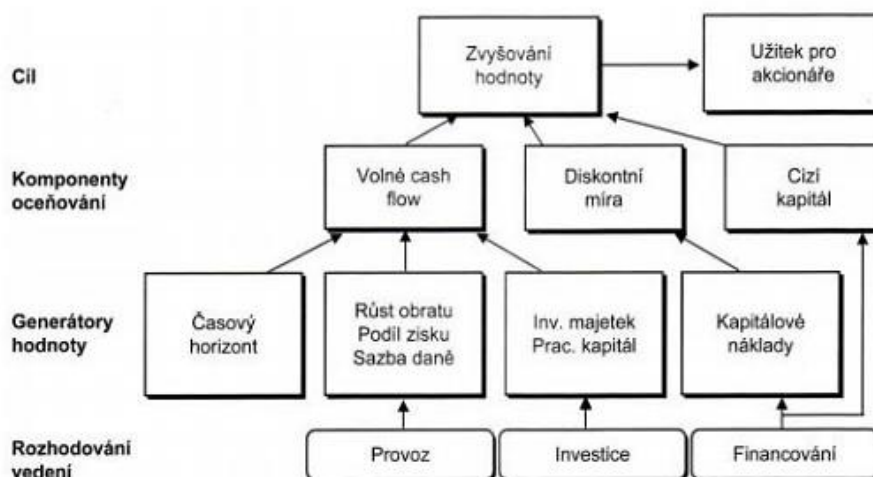 Cíl
Zvyšování
hodnoty
Užitek pro
akcionáře
Komponenty
oceňování
Volné cash
flow
Diskontní
míra
Cizí
kapitál
Generátory
hodnoty
Časový
horizont
Růst obratu
Podíl zisku
Sazba daně
Inv. majetek
Prac. kapitál
Kapitálové
náklady
Rozhodování
vedení
Provoz
Investice
Financování